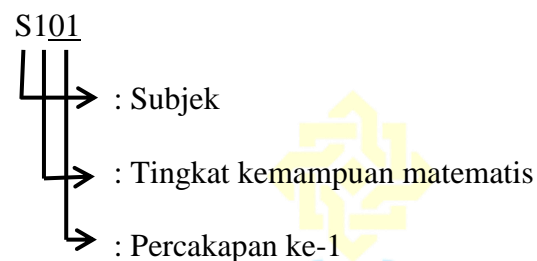 S101
: Subjek
: Tingkat kemampuan matematis
: Percakapan ke-1